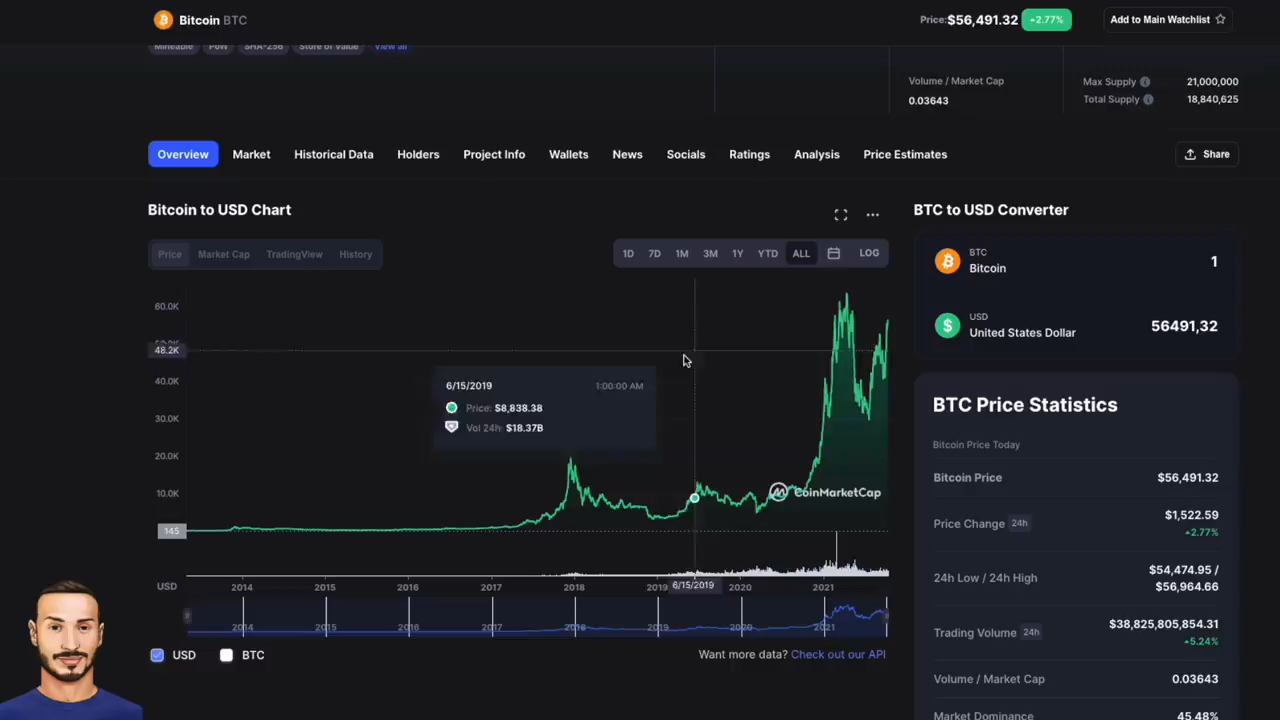 Bitcoin BTC
Price:$56,491.32 2.77%
Add to Main Watchlist
Mineable PoW SHA-256 Store of Value View all
Volume / Market Cap
0.03643
Max Supply 21,000,000
Total Supply 18,840,625
Overview Market Historical Data Holders Project Info Wallets News Socials Ratings Analysis Price Estimates
Share
Bitcoin to USD Chart
Price Market Cap TradingView History
1D 7D 1M 3M 1Y YTD ALL LOG
60.0K
48.2K
40.0K
30.0K
20.0K
10.0K
145
6/15/2019 1:00:00 AM
Price: $8,838.38
Vol 24h: $18.37B
CoinMarketCap
USD 2014 2015 2016 2017 2018 2019 6/15/2019 2020 2021
2014 2015 2016 2017 2018 2019 2020 2021
USD BTC
Want more data? Check out our API
BTC to USD Converter
BTC
Bitcoin
1
USD
United States Dollar
56491,32
BTC Price Statistics
Bitcoin Price Today
Bitcoin Price $56,491.32
Price Change 24h $1,522.59
2.77%
24h Low / 24h High $54,474.95 /
$56,964.66
Trading Volume 24h $38,825,805,854.31
5.24%
Volume / Market Cap 0.03643
Market Dominance 45.48%